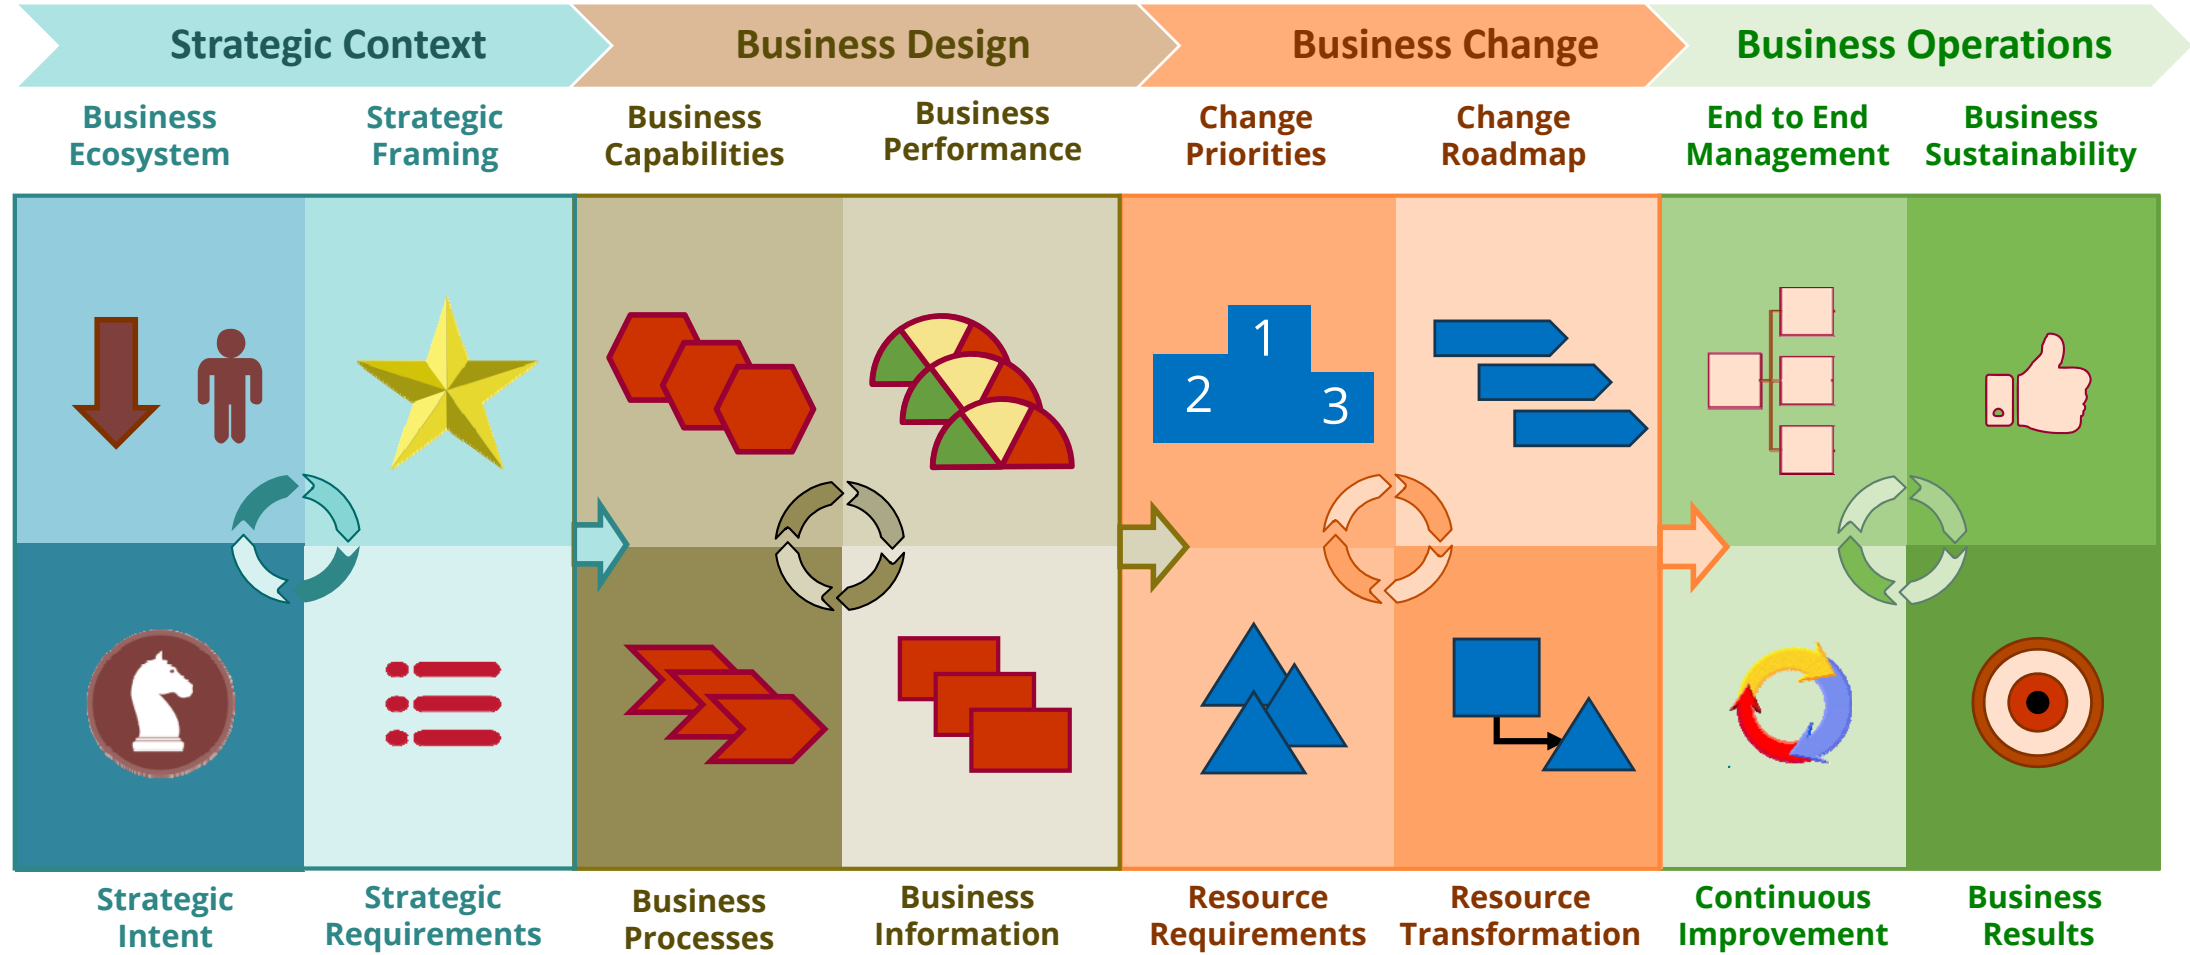 Strategic Context
Business Design
Business Change
Business Operations
Business
Ecosystem
Strategic
Framing
Business
Capabilities
Business
Performance
Change
Priorities
Change
Roadmap
End to End
Management
Business
Sustainability
1
2
3
Strategic
Intent
Strategic
Requirements
Business
Processes
Business
Information
Resource
Requirements
Resource
Transformation
Continuous
Improvement
Business
Results